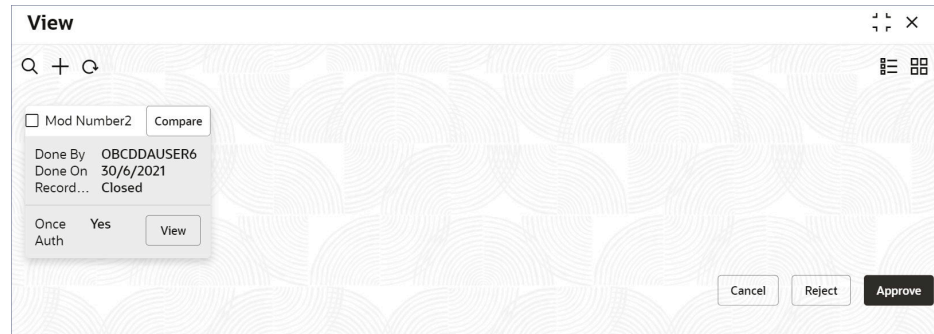 View
Mod Number2 Compare
Done By OBCDDAUSER6
Done On 30/6/2021
Record... Closed
Once Auth Yes View
Cancel Reject Approve